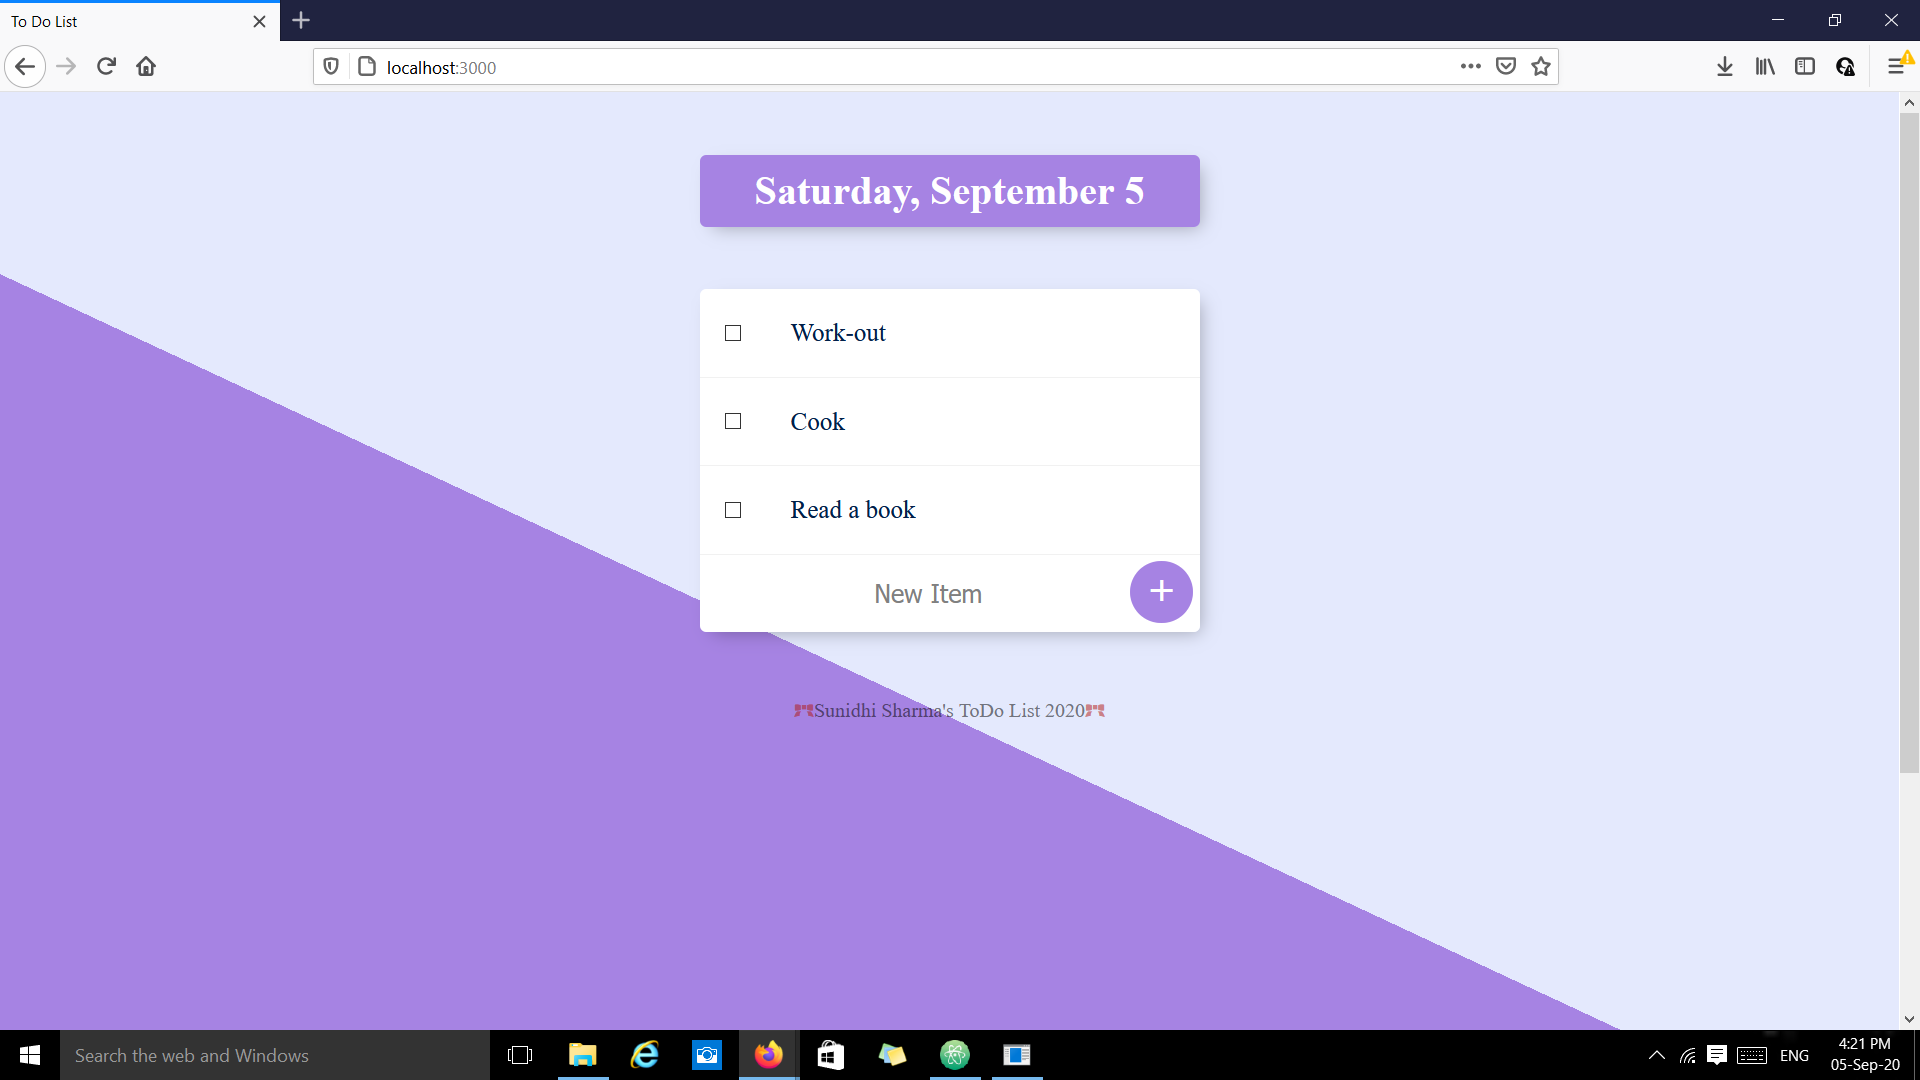 To Do List
localhost:3000
Saturday, September 5
Work-out
Cook
Read a book
New Item
🎀Sunidhi Sharma's ToDo List 2020🎀
Search the web and Windows
ENG
4:21 PM
05-Sep-20